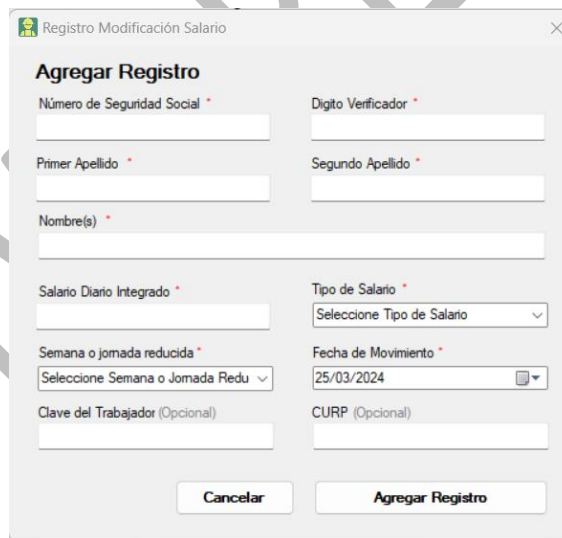 Registro Modificación Salario
Agregar Registro
Número de Seguridad Social * Digito Verificador *
Primer Apellido * Segundo Apellido *
Nombre(s) *
Salario Diario Integrado * Tipo de Salario *
Seleccione Tipo de Salario
Semana o jornada reducida * Fecha de Movimiento *
Seleccione Semana o Jornada Redu 25/03/2024
Clave del Trabajador (Opcional) CURP (Opcional)
Cancelar Agregar Registro